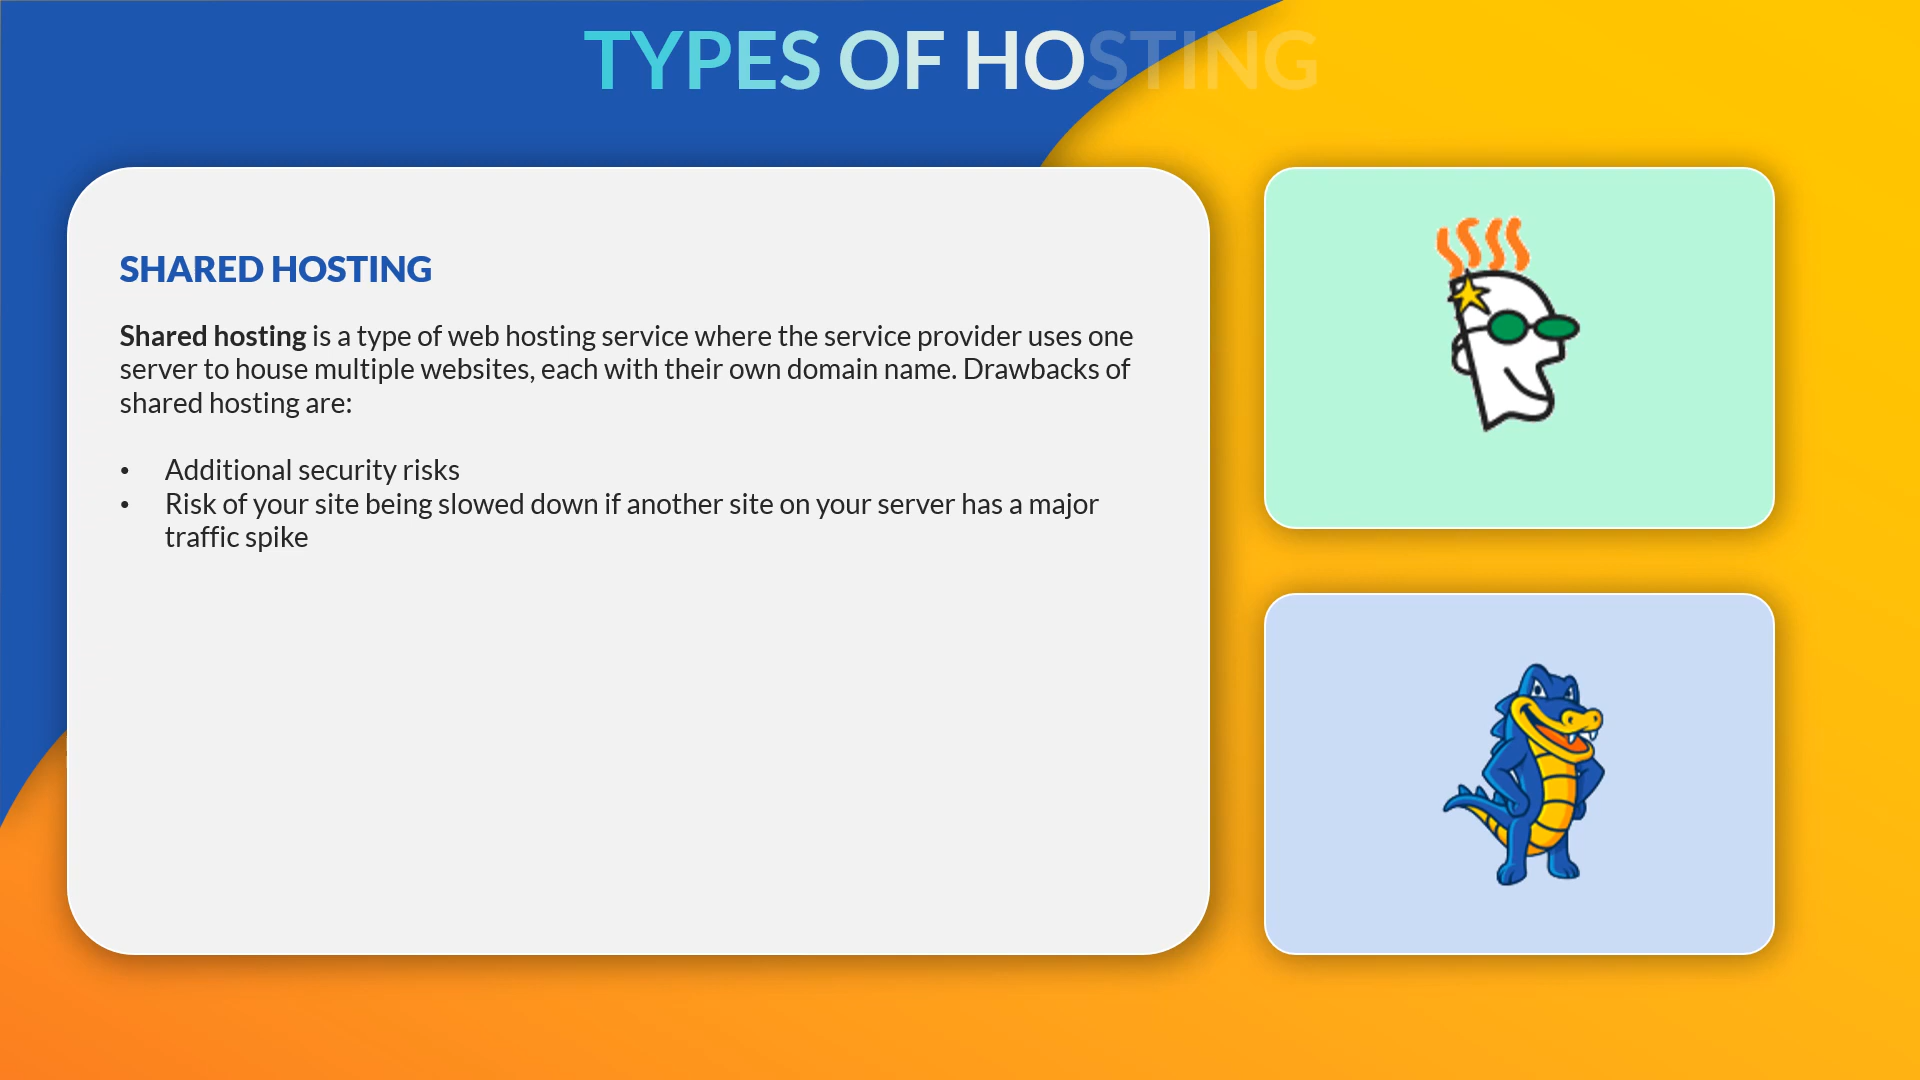 TYPES OF HOSTING
SHARED HOSTING
Shared hosting is a type of web hosting service where the service provider uses one
server to house multiple websites, each with their own domain name. Drawbacks of
shared hosting are:
• Additional security risks
• Risk of your site being slowed down if another site on your server has a major
traffic spike